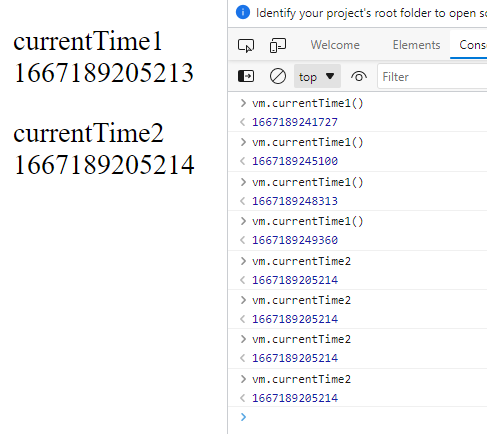 currentTime1
1667189205213
currentTime2
1667189205214
Identify your project's root folder to open so
Welcome
Elements
Conso
top
Filter
vm.currentTime1()
1667189241727
vm.currentTime1()
1667189245100
vm.currentTime1()
1667189248313
vm.currentTime1()
1667189249360
vm.currentTime2
1667189205214
vm.currentTime2
1667189205214
vm.currentTime2
1667189205214
vm.currentTime2
1667189205214